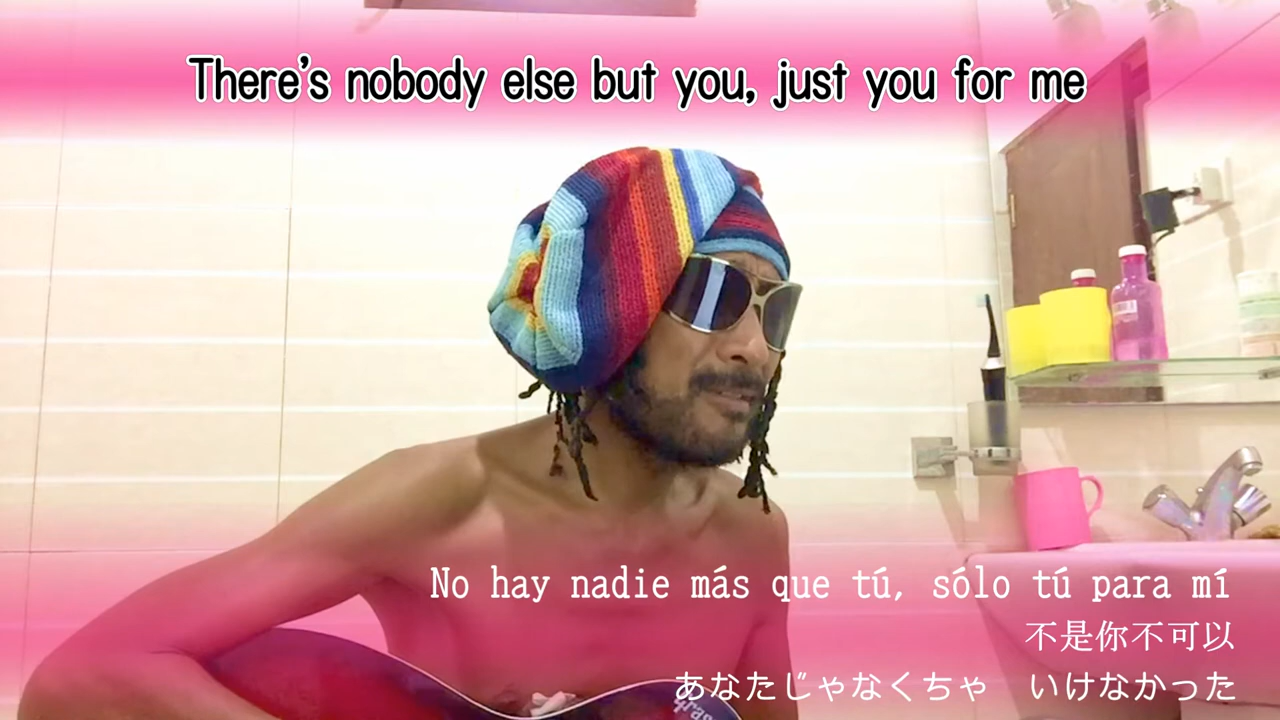 There's nobody else but you, just you for me
No hay nadie más que tú, sólo tú para mí
不是你不可以
あなたじゃなくちゃ　いけなかった